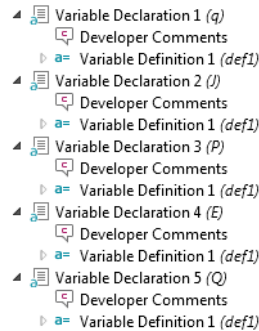 Variable Declaration 1 (q)
Developer Comments
a= Variable Definition 1 (def1)
Variable Declaration 2 (J)
Developer Comments
a= Variable Definition 1 (def1)
Variable Declaration 3 (P)
Developer Comments
a= Variable Definition 1 (def1)
Variable Declaration 4 (E)
Developer Comments
a= Variable Definition 1 (def1)
Variable Declaration 5 (Q)
Developer Comments
a= Variable Definition 1 (def1)